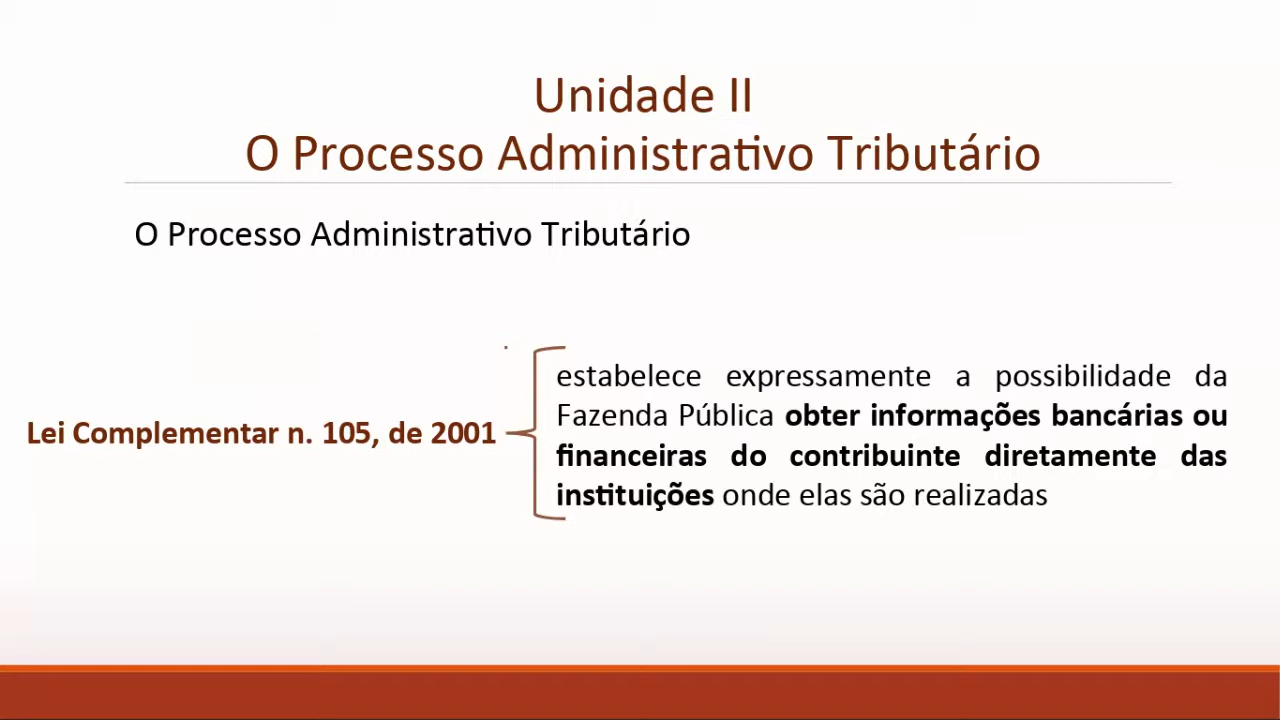 Unidade II
O Processo Administrativo Tributário
O Processo Administrativo Tributário
Lei Complementar n. 105, de 2001
estabelece expressamente a possibilidade da
Fazenda Pública obter informações bancárias ou
financeiras do contribuinte diretamente das
instituições onde elas são realizadas